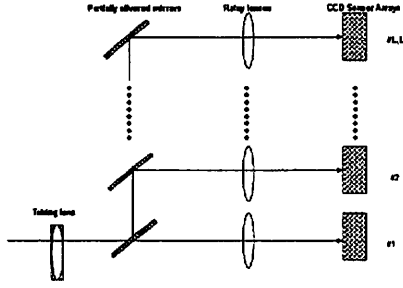 Partially silvered mirrors
Relay lenses
CCD Sensor Arrays
#2
Taking lens
#1